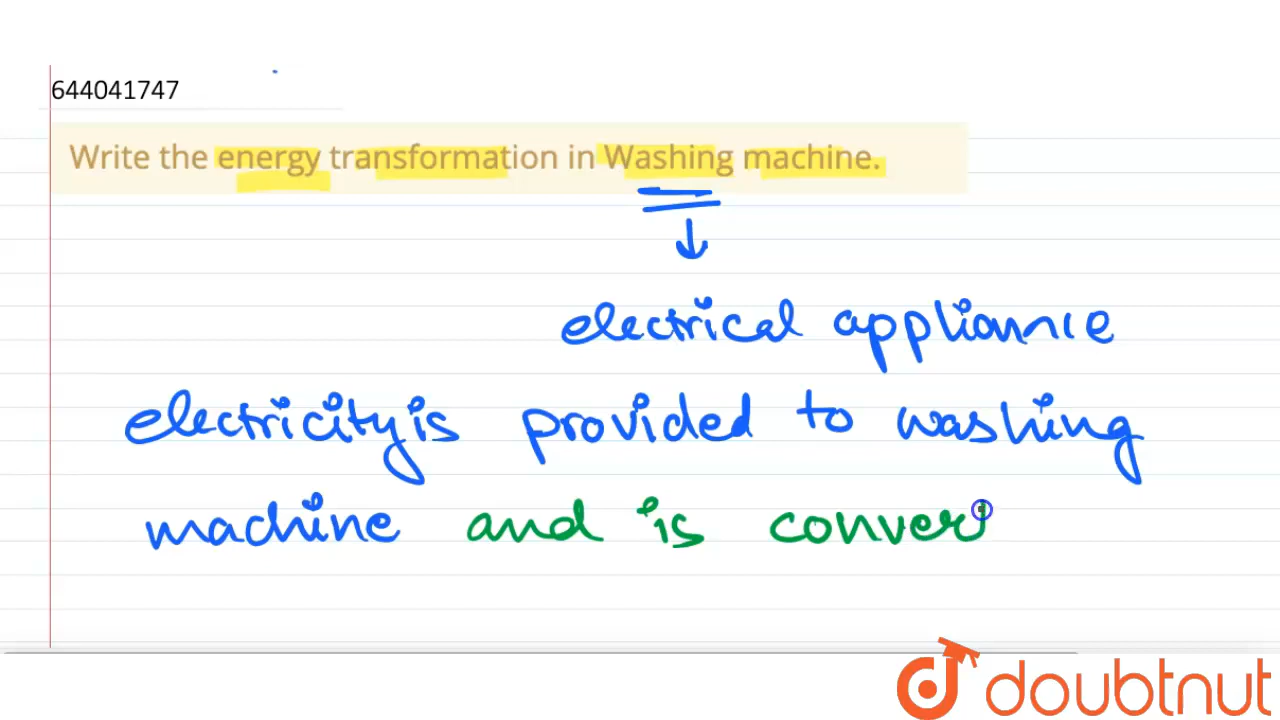 644041747
Write the energy transformation in Washing machine.
electrical appliance
electricity is provided to washing
machine and is conver
doubtnut